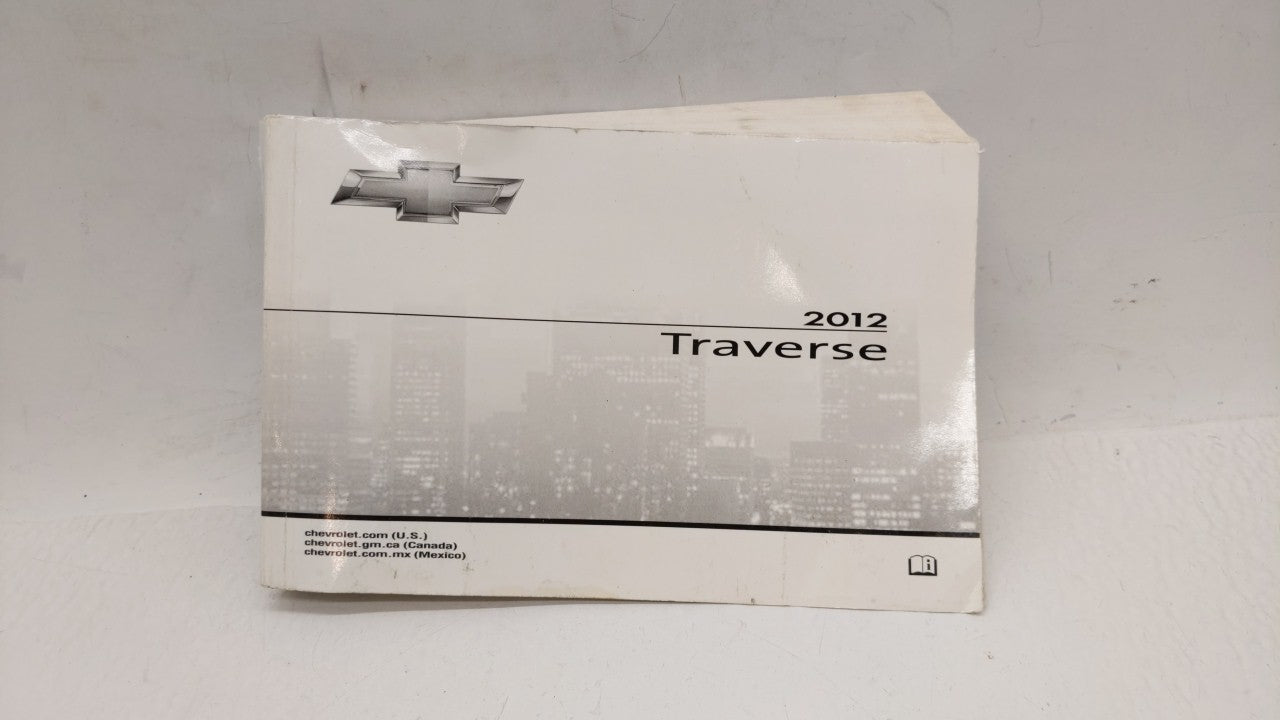 2012
Traverse
chevrolet.com (U.S.)
chevrolet.gm.ca (Canada)
chevrolet.com.mx (Mexico)
i